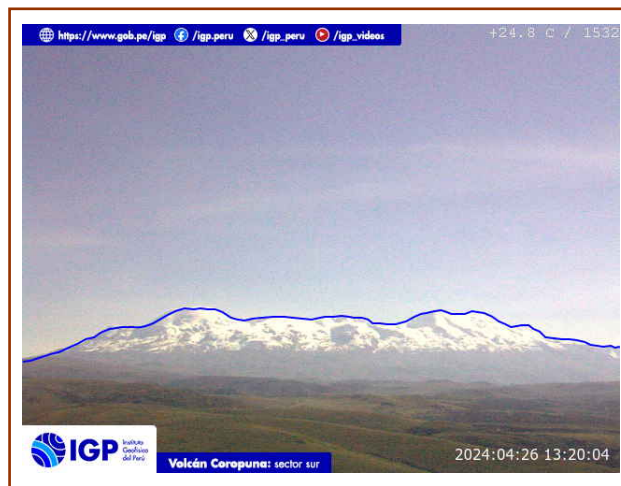 https://www.gob.pe/igp /igp.peru /igp_peru /igp_videos
+24.8 C / 1532
IGP Instituto Geofísico del Perú
Volcán Coropuna: sector sur
2024:04:26 13:20:04